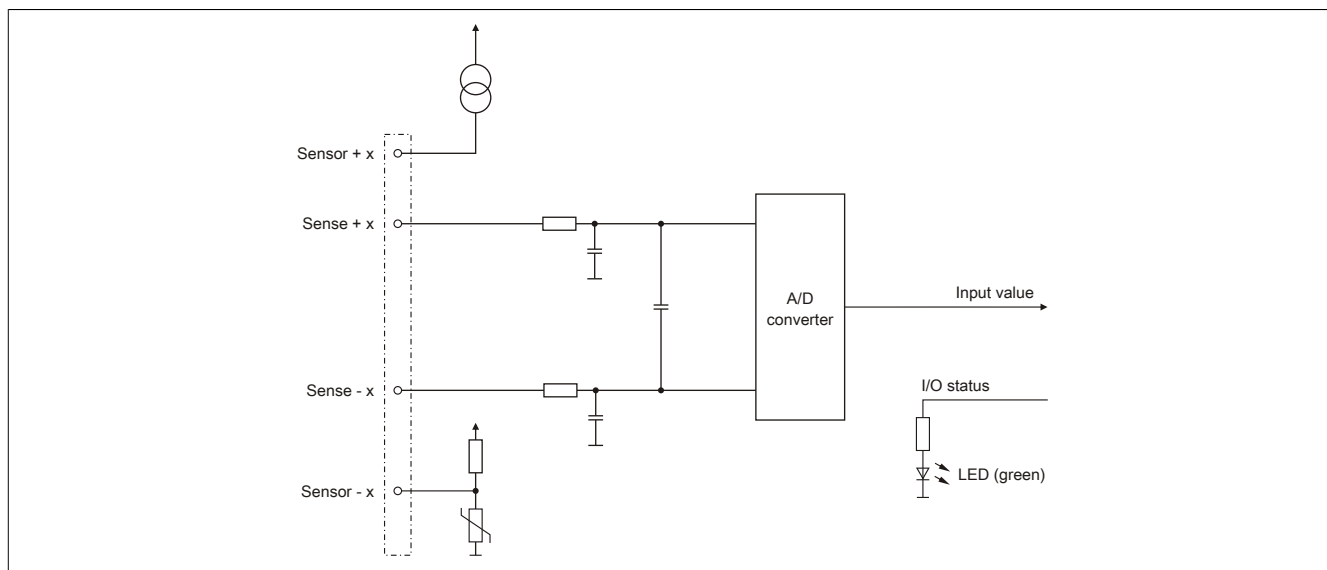 Sensor + x
Sense + x
A/D
converter
Input value
Sense - x
I/O status
LED (green)
Sensor - x